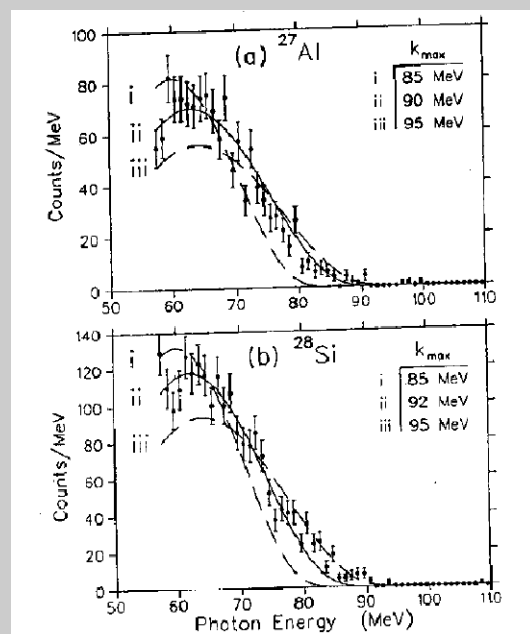 (a) 27Al
kmax
i 85 MeV
ii 90 MeV
iii 95 MeV
i
ii
iii
Counts/MeV
100
80
60
40
20
0
50 60 70 80 90 100 110
(b) 28Si
kmax
i 85 MeV
ii 92 MeV
iii 95 MeV
i
ii
iii
Counts/MeV
140
120
100
80
60
40
20
0
50 60 70 80 90 100 110
Photon Energy (MeV)